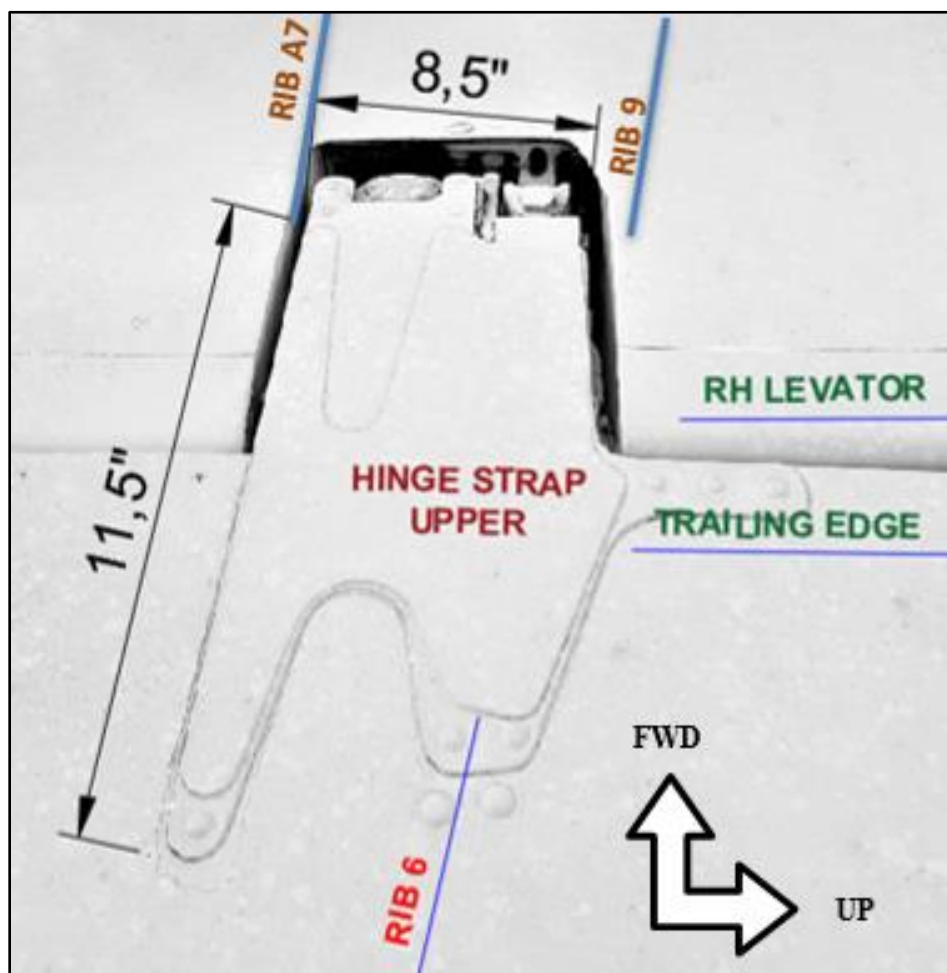 RIB A7
8,5"
RIB 9
RH LEVATOR
11,5"
HINGE STRAP
UPPER
TRAILING EDGE
FWD
UP
RIB 6